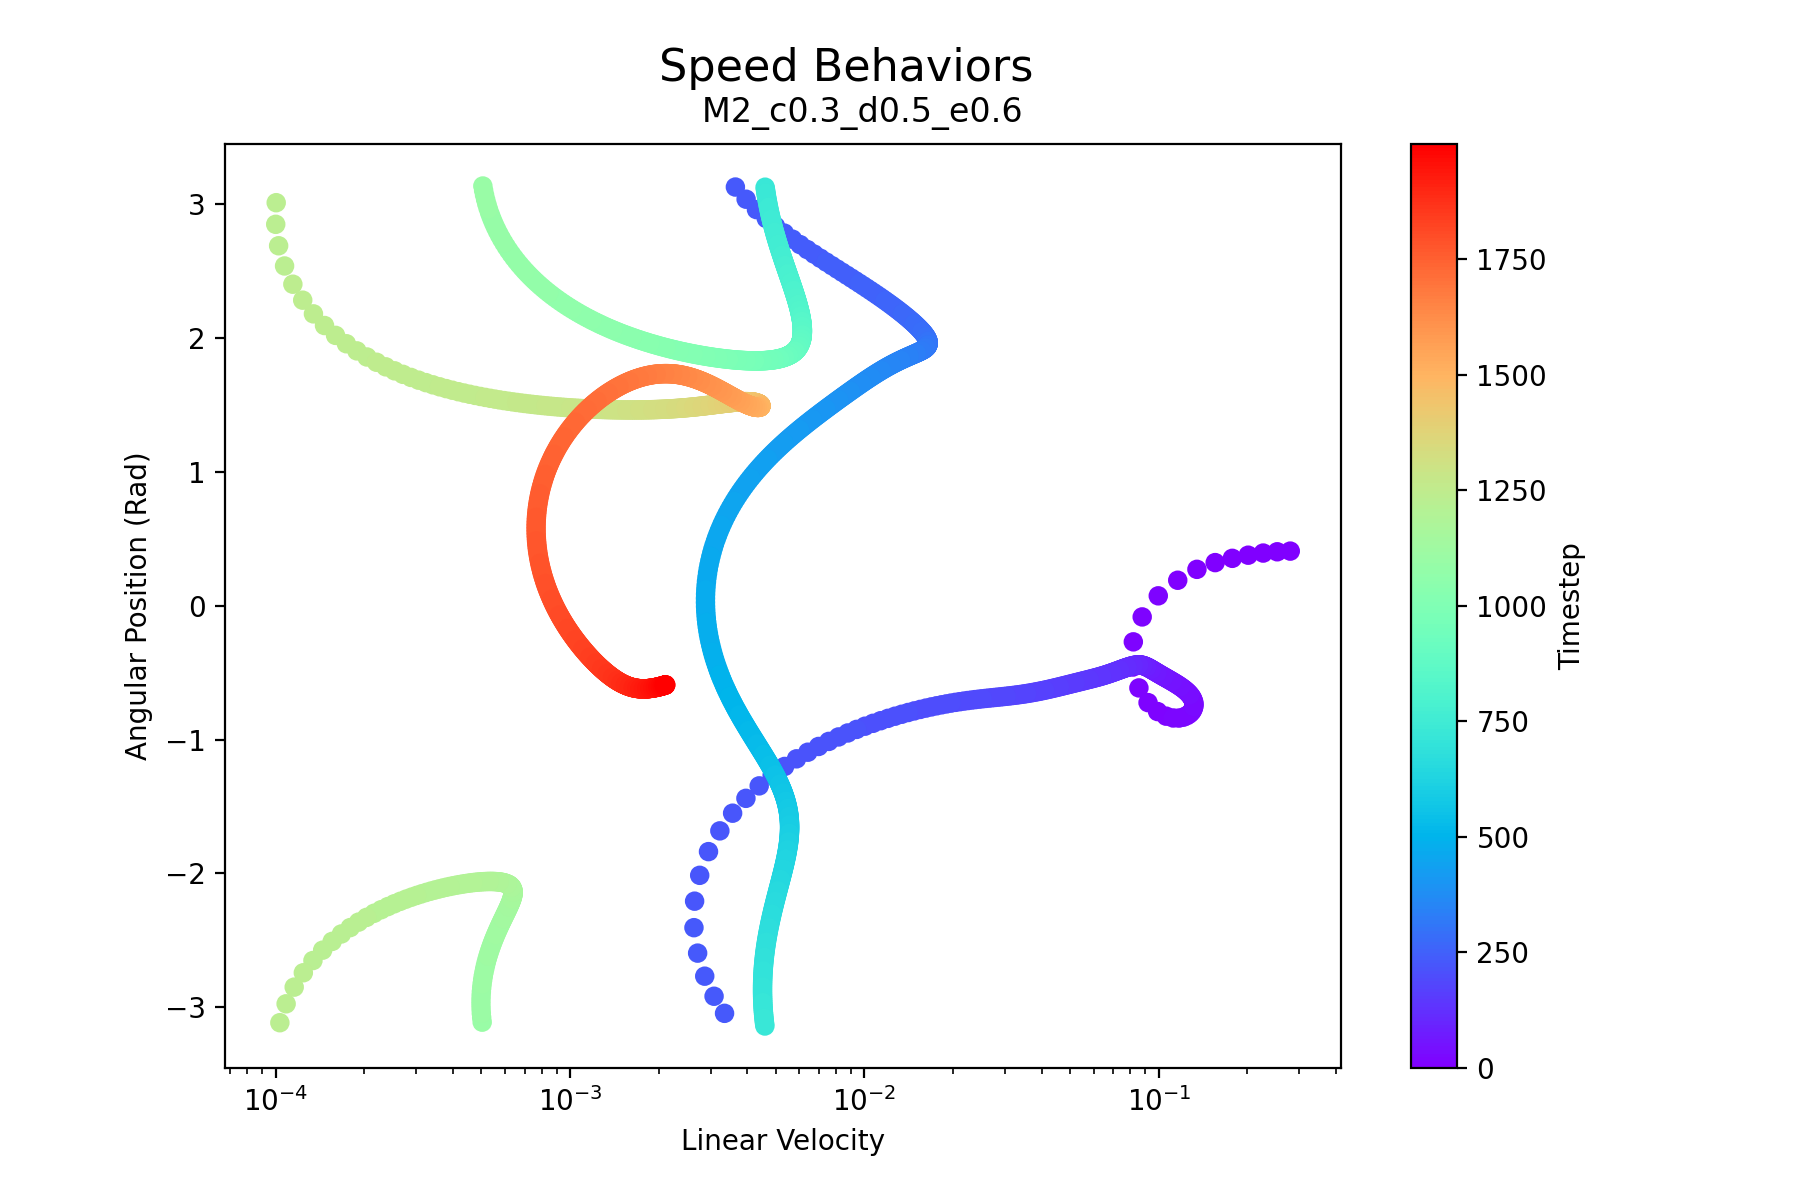 Speed Behaviors
M2_c0.3_d0.5_e0.6
3
2
1
0
−1
−2
−3
Angular Position (Rad)
10⁻⁴ 10⁻³ 10⁻² 10⁻¹
Linear Velocity
1750
1500
1250
1000
750
500
250
0
Timestep